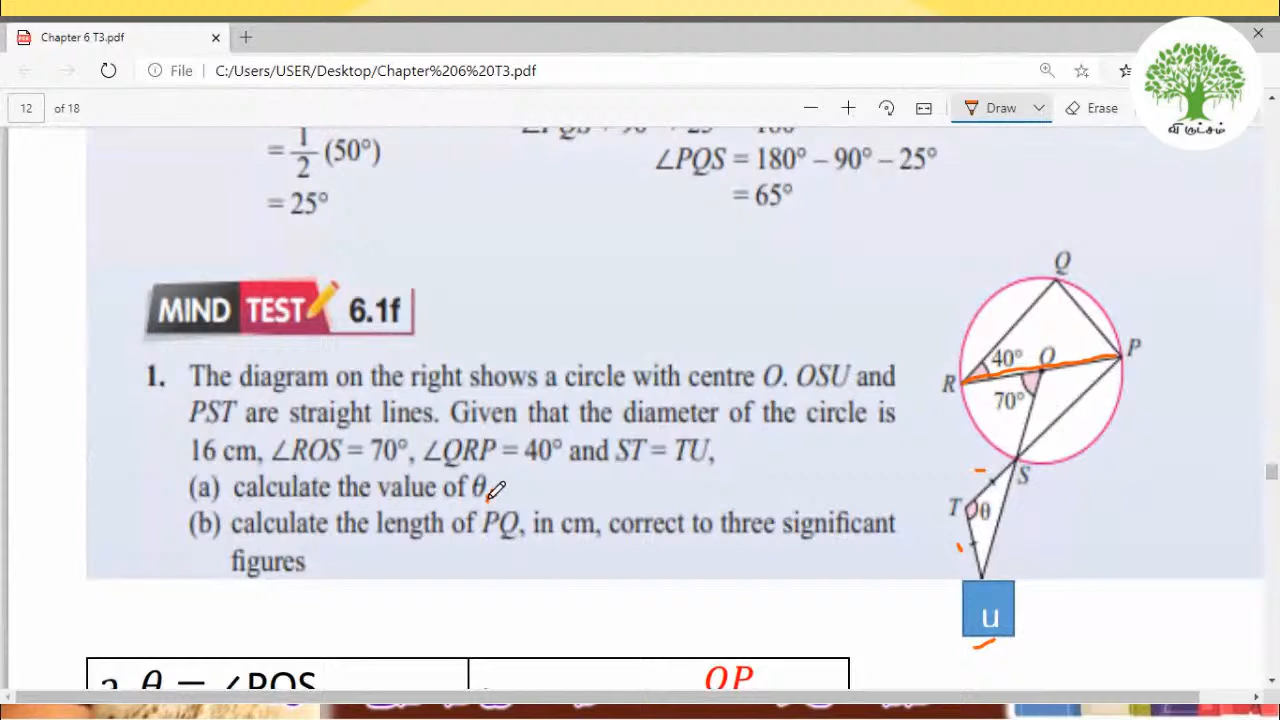 Chapter 6 T3.pdf
File C:/Users/USER/Desktop/Chapter%206%20T3.pdf
12 of 18
Draw Erase
விருட்சம்
= 1/2 (50°)
= 25°
∠PQS = 180° – 90° – 25°
= 65°
MIND TEST 6.1f
1. The diagram on the right shows a circle with centre O. OSU and
PST are straight lines. Given that the diameter of the circle is
16 cm, ∠ROS = 70°, ∠QRP = 40° and ST = TU,
(a) calculate the value of θ
(b) calculate the length of PQ, in cm, correct to three significant
figures
Q
P
40° O
R
70°
S
T θ
u
QP